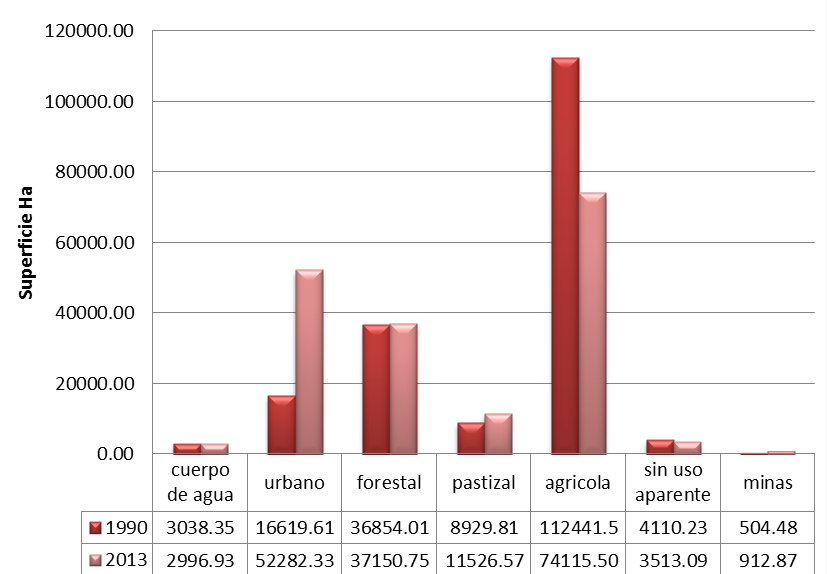 120000.00
100000.00
80000.00
60000.00
40000.00
20000.00
0.00
Superficie Ha
cuerpo de agua urbano forestal pastizal agricola sin uso aparente minas
1990 3038.35 16619.61 36854.01 8929.81 112441.5 4110.23 504.48
2013 2996.93 52282.33 37150.75 11526.57 74115.50 3513.09 912.87